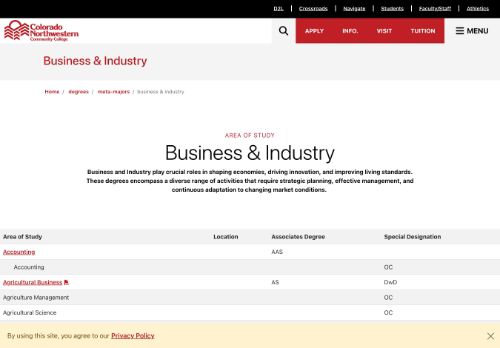 D2L | Crossroads | Navigate | Students | Faculty/Staff | Athletics
Colorado
Northwestern
Community College
APPLY INFO. VISIT TUITION MENU
Business & Industry
Home / degrees / meta-majors / Business & Industry
AREA OF STUDY
Business & Industry
Business and Industry play crucial roles in shaping economies, driving innovation, and improving living standards.
These degrees encompass a diverse range of activities that require strategic planning, effective management, and
continuous adaptation to changing market conditions.
Area of Study Location Associates Degree Special Designation
Accounting AAS
Accounting OC
Agricultural Business AS DwD
Agriculture Management OC
Agricultural Science OC
By using this site, you agree to our Privacy Policy